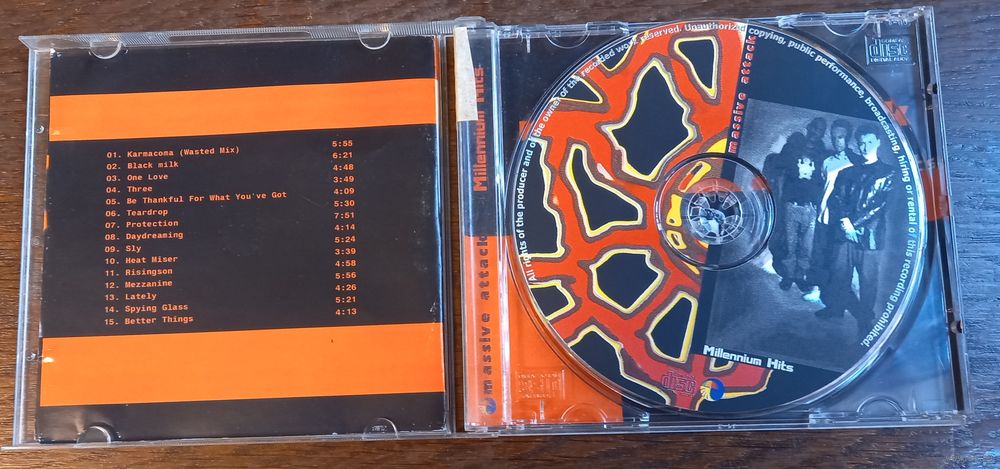 01. Karmacoma (Wasted Mix) 5:55
02. Black milk 6:21
03. One Love 4:48
04. Three 3:49
05. Be Thankful For What You've Got 4:09
06. Teardrop 5:30
07. Protection 7:51
08. Daydreaming 4:14
09. Sly 5:24
10. Heat Miser 3:39
11. Risingson 4:58
12. Mezzanine 5:56
13. Lately 4:26
14. Spying Glass 5:21
15. Better Things 4:13
massive attack Millennium Hits
All rights of the producer and of the owner of the recorded work reserved. Unauthorized copying, public performance, broadcasting, hiring or rental of this recording prohibited.
massive attack
Millennium Hits
disc
disc
DIGITAL AUDIO